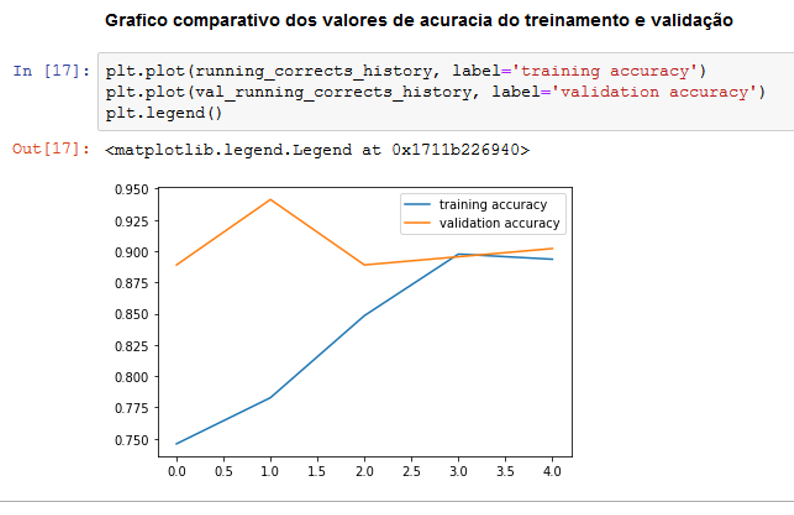 Grafico comparativo dos valores de acuracia do treinamento e validação
In [17]: plt.plot(running_corrects_history, label='training accuracy')
plt.plot(val_running_corrects_history, label='validation accuracy')
plt.legend()
Out[17]: <matplotlib.legend.Legend at 0x1711b226940>
training accuracy
validation accuracy
0.950
0.925
0.900
0.875
0.850
0.825
0.800
0.775
0.750
0.0 0.5 1.0 1.5 2.0 2.5 3.0 3.5 4.0